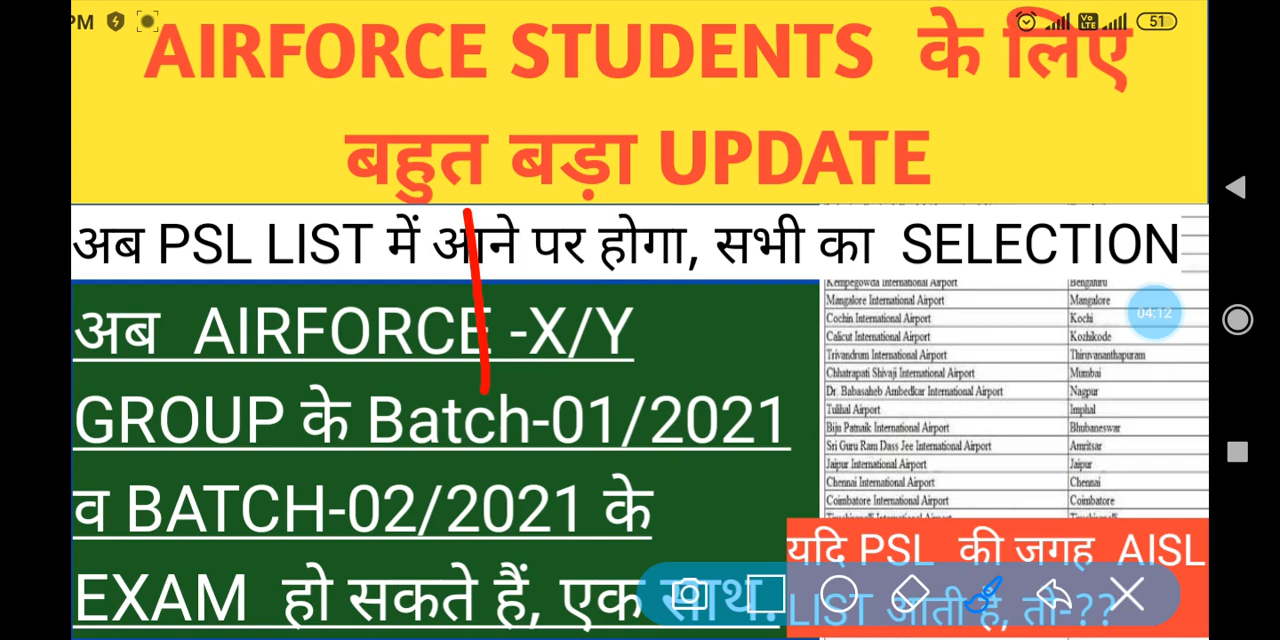 PM
51
AIRFORCE STUDENTS के लिए
बहुत बड़ा UPDATE
अब PSL LIST में आने पर होगा, सभी का SELECTION
अब AIRFORCE -X/Y
GROUP के Batch-01/2021
व BATCH-02/2021 के
EXAM हो सकते हैं, एक साथ.
Kempegowda International Airport Bengaluru
Mangalore International Airport Mangalore
Cochin International Airport Kochi
Calicut International Airport Kozhikode
Trivandrum International Airport Thiruvananthapuram
Chhatrapati Shivaji International Airport Mumbai
Dr. Babasaheb Ambedkar International Airport Nagpur
Tulihal Airport Imphal
Biju Patnaik International Airport Bhubaneswar
Sri Guru Ram Dass Jee International Airport Amritsar
Jaipur International Airport Jaipur
Chennai International Airport Chennai
Coimbatore International Airport Coimbatore
04:12
यदि PSL की जगह AISL
LIST आती है, तो-??